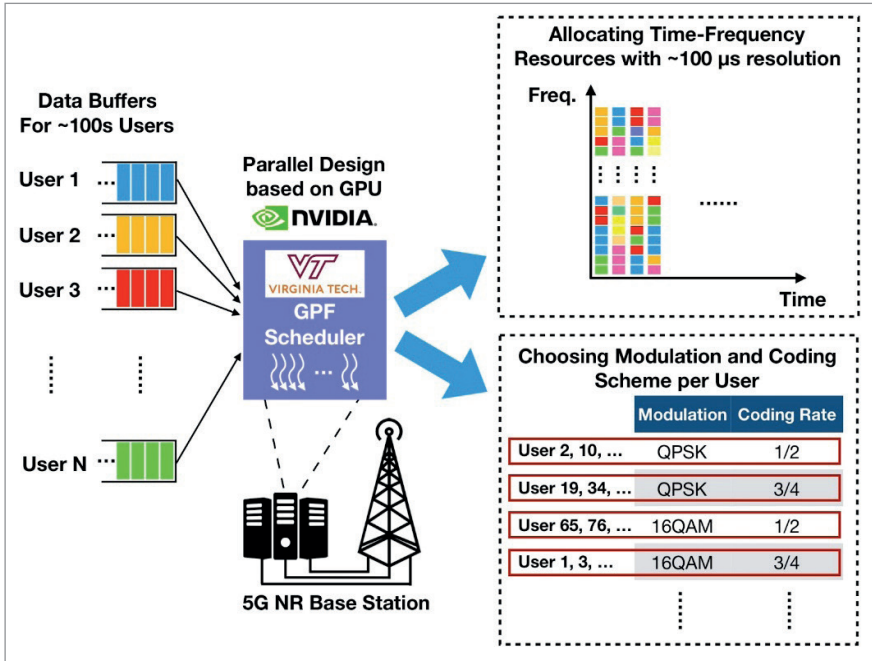 Data Buffers
For ~100s Users
User 1
User 2
User 3
User N
Parallel Design
based on GPU
NVIDIA.
VT
VIRGINIA TECH.
GPF
Scheduler
5G NR Base Station
Allocating Time-Frequency
Resources with ~100 µs resolution
Freq.
Time
Choosing Modulation and Coding
Scheme per User
Modulation Coding Rate
User 2, 10, ... QPSK 1/2
User 19, 34, ... QPSK 3/4
User 65, 76, ... 16QAM 1/2
User 1, 3, ... 16QAM 3/4